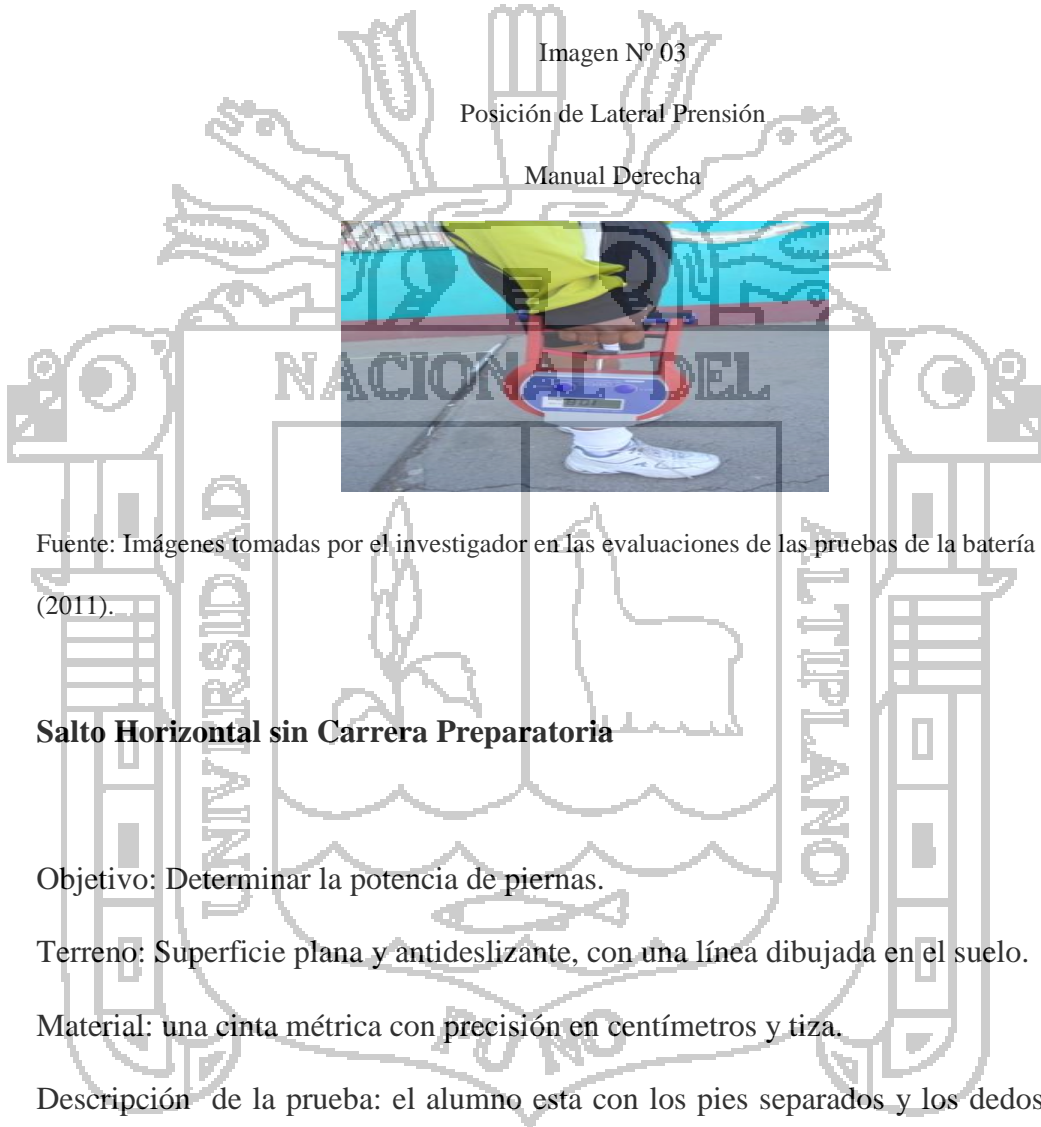 Imagen Nº 03
Posición de Lateral Prensión
Manual Derecha
NACIONAL DEL
UNIVERSIDAD
ALTIPLANO
Fuente: Imágenes tomadas por el investigador en las evaluaciones de las pruebas de la batería
(2011).
Salto Horizontal sin Carrera Preparatoria
Objetivo: Determinar la potencia de piernas.
Terreno: Superficie plana y antideslizante, con una línea dibujada en el suelo.
Material: una cinta métrica con precisión en centímetros y tiza.
PUNO
Descripción  de la prueba: el alumno esta con los pies separados y los dedos